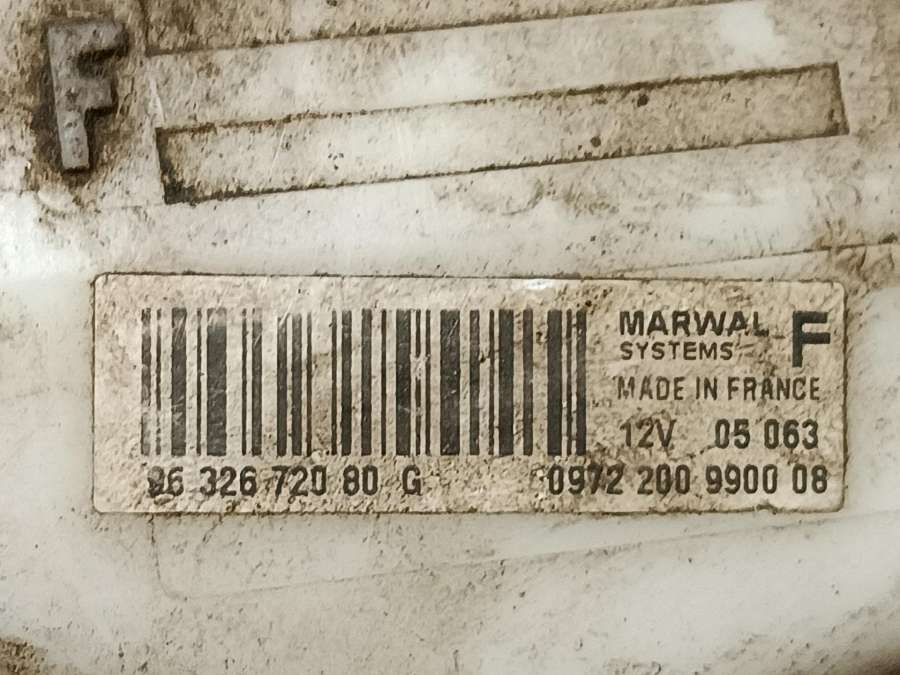 F
MARWAL F
SYSTEMS
MADE IN FRANCE
12V 05 063
96 326 720 80 G 0972 200 9900 08